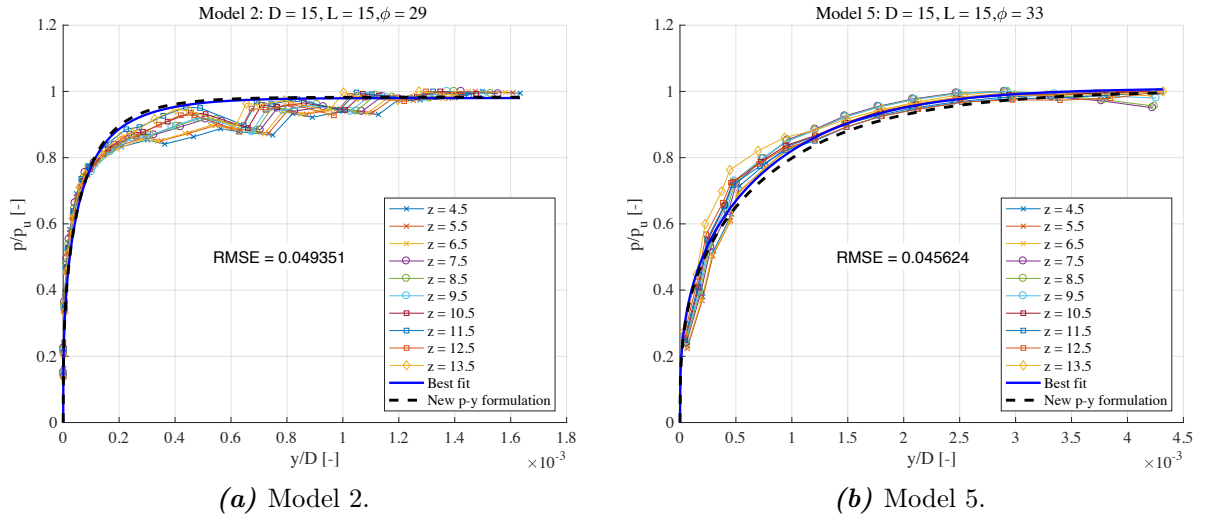 Model 2: D = 15, L = 15,ϕ = 29
p/p_u [-]
1.2
1
0.8
0.6
0.4
0.2
0
RMSE = 0.049351
z = 4.5
z = 5.5
z = 6.5
z = 7.5
z = 8.5
z = 9.5
z = 10.5
z = 11.5
z = 12.5
z = 13.5
Best fit
New p-y formulation
0 0.2 0.4 0.6 0.8 1 1.2 1.4 1.6 1.8
y/D [-]
×10⁻³
(a) Model 2.
Model 5: D = 15, L = 15,ϕ = 33
p/p_u [-]
1.2
1
0.8
0.6
0.4
0.2
0
RMSE = 0.045624
z = 4.5
z = 5.5
z = 6.5
z = 7.5
z = 8.5
z = 9.5
z = 10.5
z = 11.5
z = 12.5
z = 13.5
Best fit
New p-y formulation
0 0.5 1 1.5 2 2.5 3 3.5 4 4.5
y/D [-]
×10⁻³
(b) Model 5.